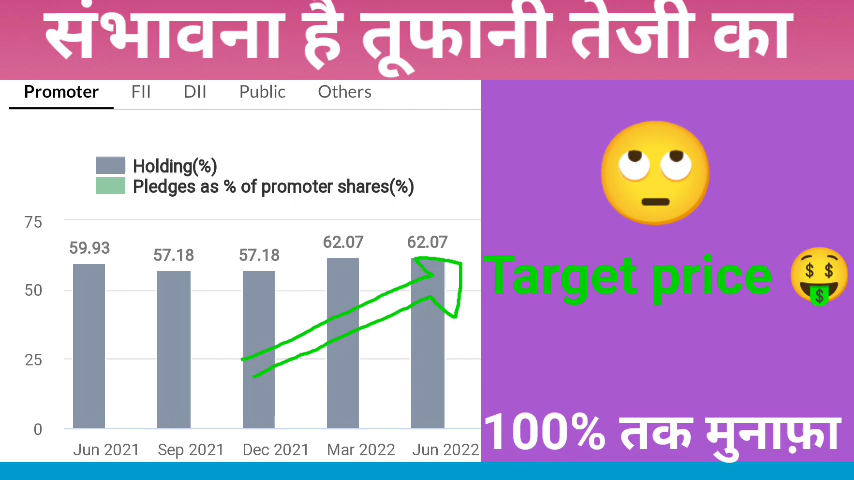 संभावना है तूफानी तेजी का
Promoter FII DII Public Others
Holding(%)
Pledges as % of promoter shares(%)
75
59.93 57.18 57.18 62.07 62.07
50
25
0
Jun 2021 Sep 2021 Dec 2021 Mar 2022 Jun 2022
Target price
100% तक मुनाफ़ा